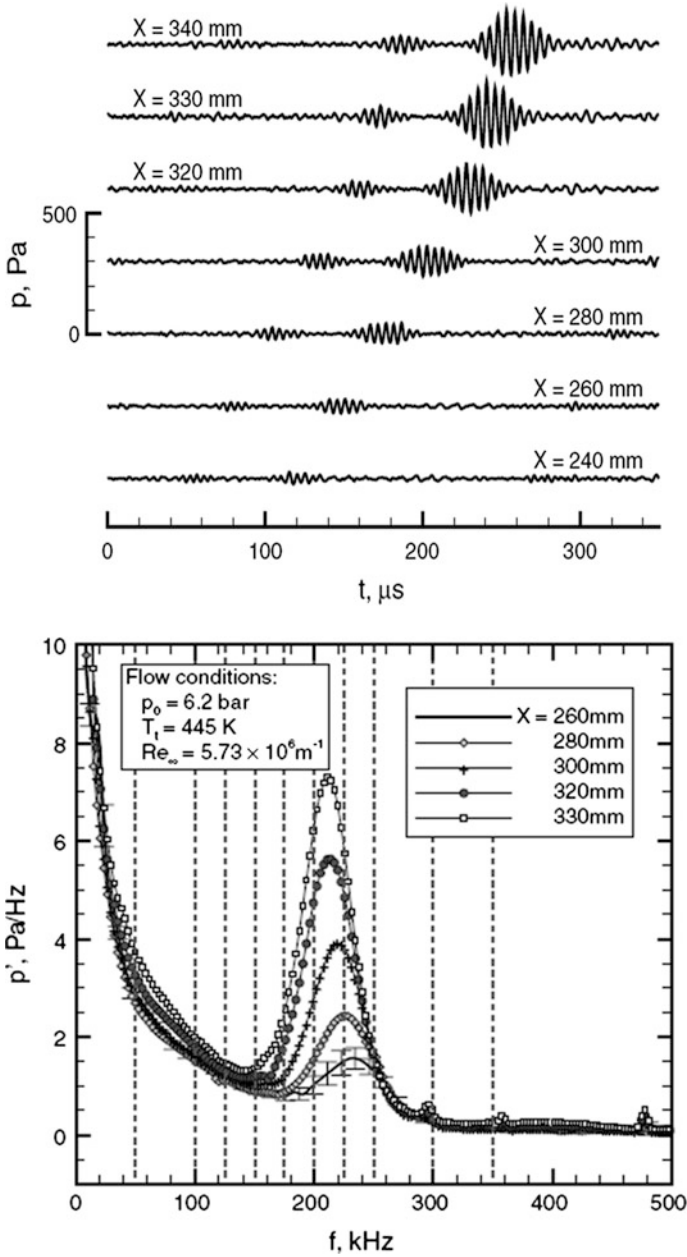 X = 340 mm
X = 330 mm
X = 320 mm
500
X = 300 mm
p, Pa
X = 280 mm
0
X = 260 mm
X = 240 mm
0 100 200 300
t, μs
10
Flow conditions:
p₀ = 6.2 bar
Tₜ = 445 K
Re∞ = 5.73 × 10⁶m⁻¹
X = 260mm
280mm
300mm
320mm
330mm
8
6
4
2
0
p', Pa/Hz
0 100 200 300 400 500
f, kHz